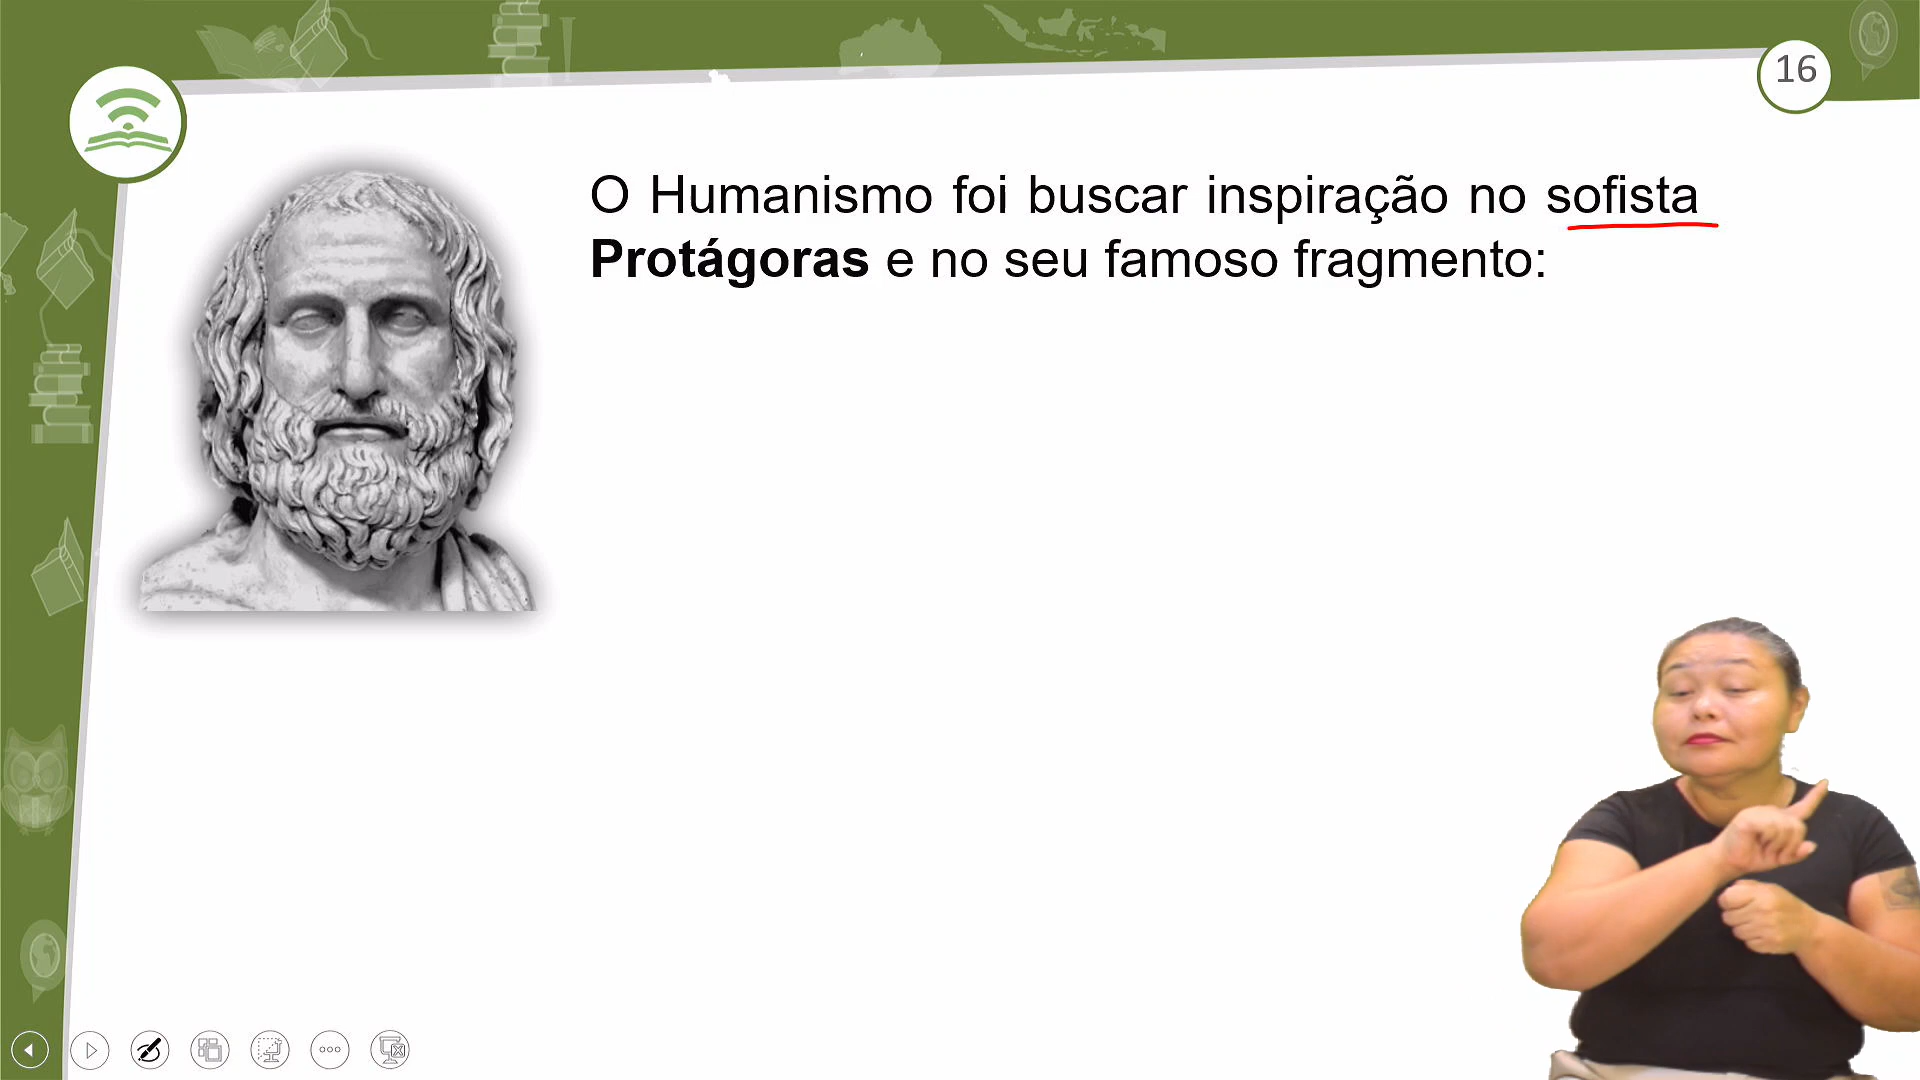 16
O Humanismo foi buscar inspiração no sofista
Protágoras e no seu famoso fragmento: